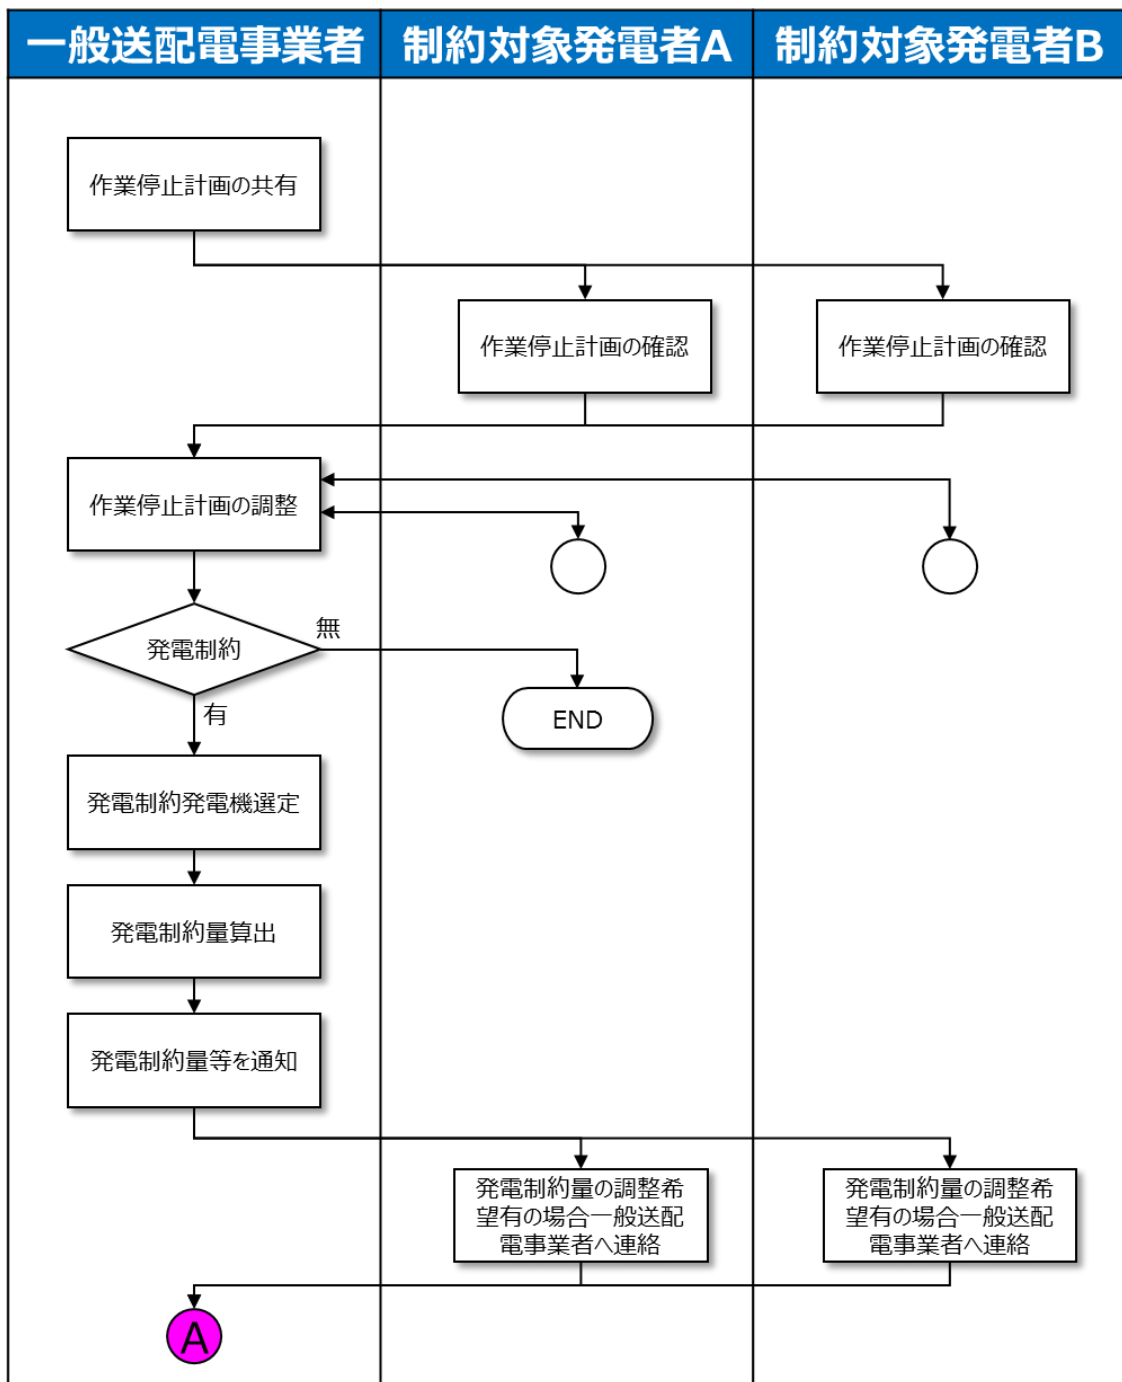 一般送配電事業者
制約対象発電者A
制約対象発電者B
作業停止計画の共有
作業停止計画の確認
作業停止計画の確認
作業停止計画の調整
発電制約
無
END
有
発電制約発電機選定
発電制約量算出
発電制約量等を通知
発電制約量の調整希
望有の場合一般送配
電事業者へ連絡
発電制約量の調整希
望有の場合一般送配
電事業者へ連絡
A